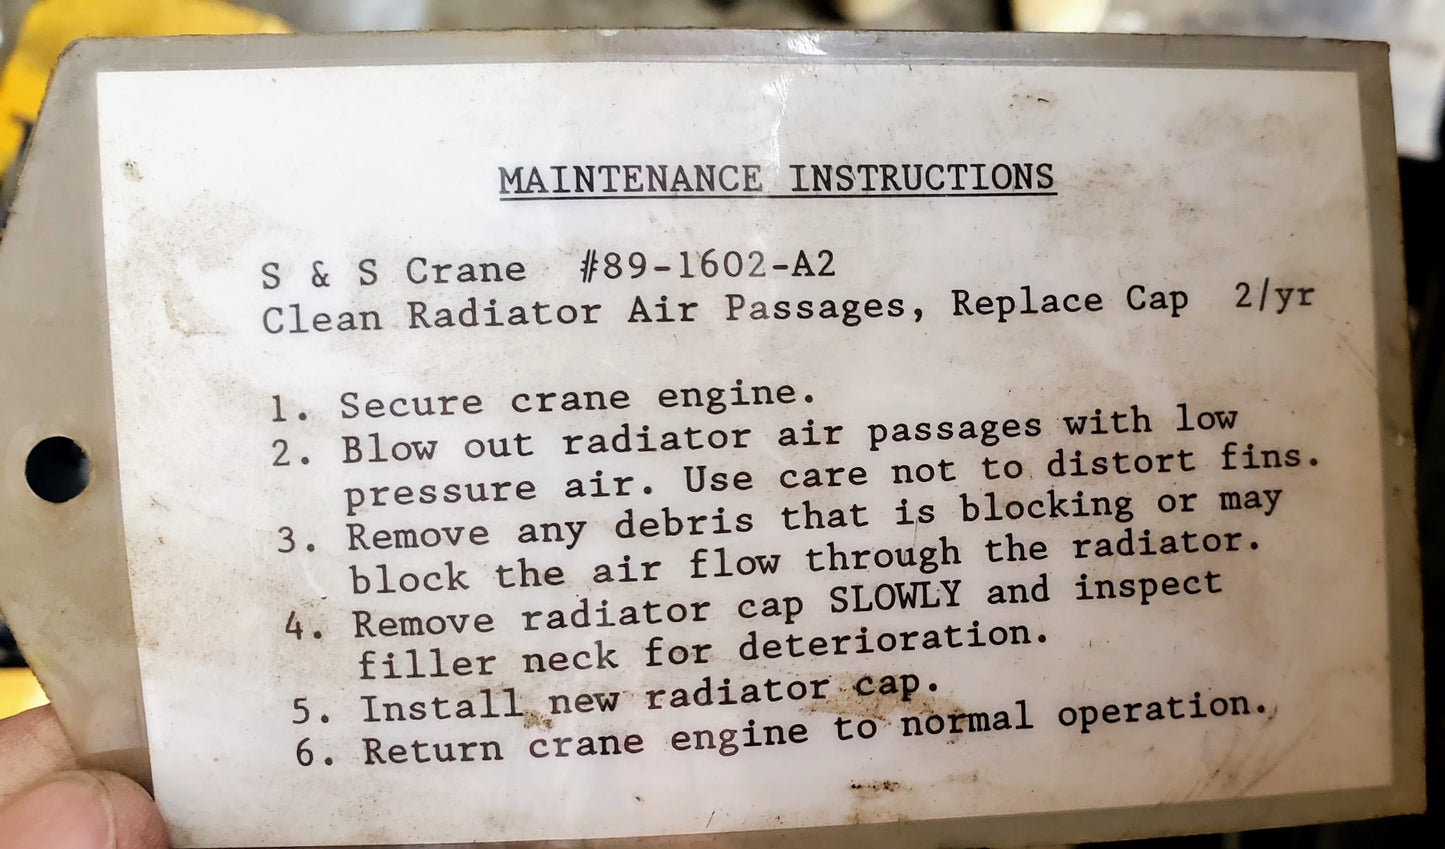 MAINTENANCE INSTRUCTIONS
S & S Crane #89-1602-A2
Clean Radiator Air Passages, Replace Cap 2/yr
1. Secure crane engine.
2. Blow out radiator air passages with low
pressure air. Use care not to distort fins.
3. Remove any debris that is blocking or may
block the air flow through the radiator.
4. Remove radiator cap SLOWLY and inspect
filler neck for deterioration.
5. Install new radiator cap.
6. Return crane engine to normal operation.